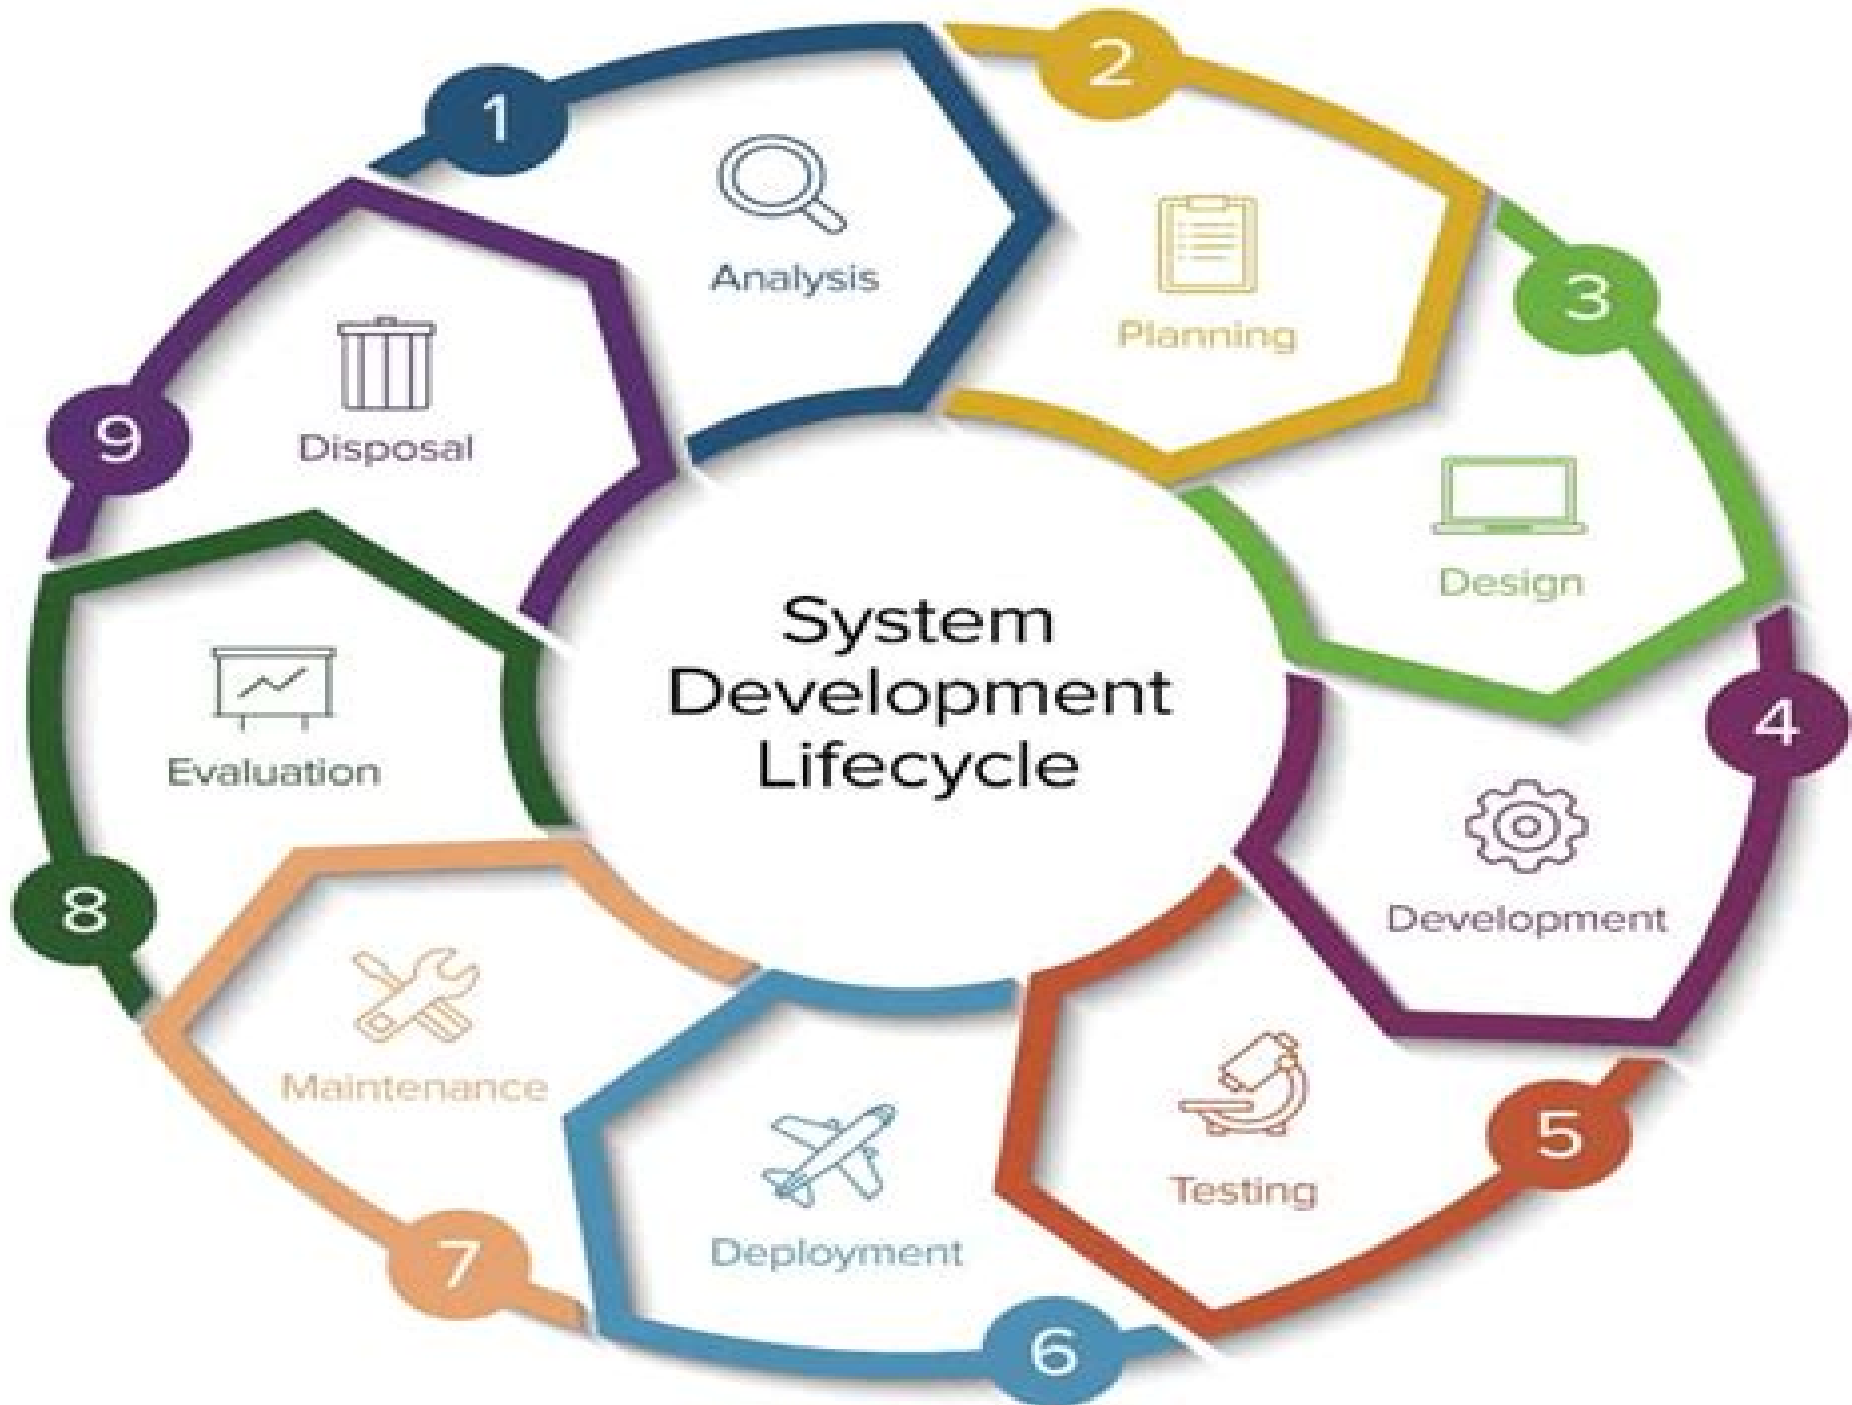 System
Development
Lifecycle
1
Analysis
2
Planning
3
Design
4
Development
5
Testing
6
Deployment
7
Maintenance
8
Evaluation
9
Disposal